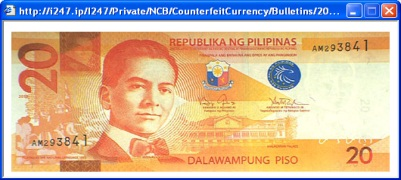 http://i247.ip/I247/Private/NCB/CounterfeitCurrency/Bulletins/20...
REPUBLIKA NG PILIPINAS
AM293841
20
AM293841
DALAWAMPUNG PISO
20